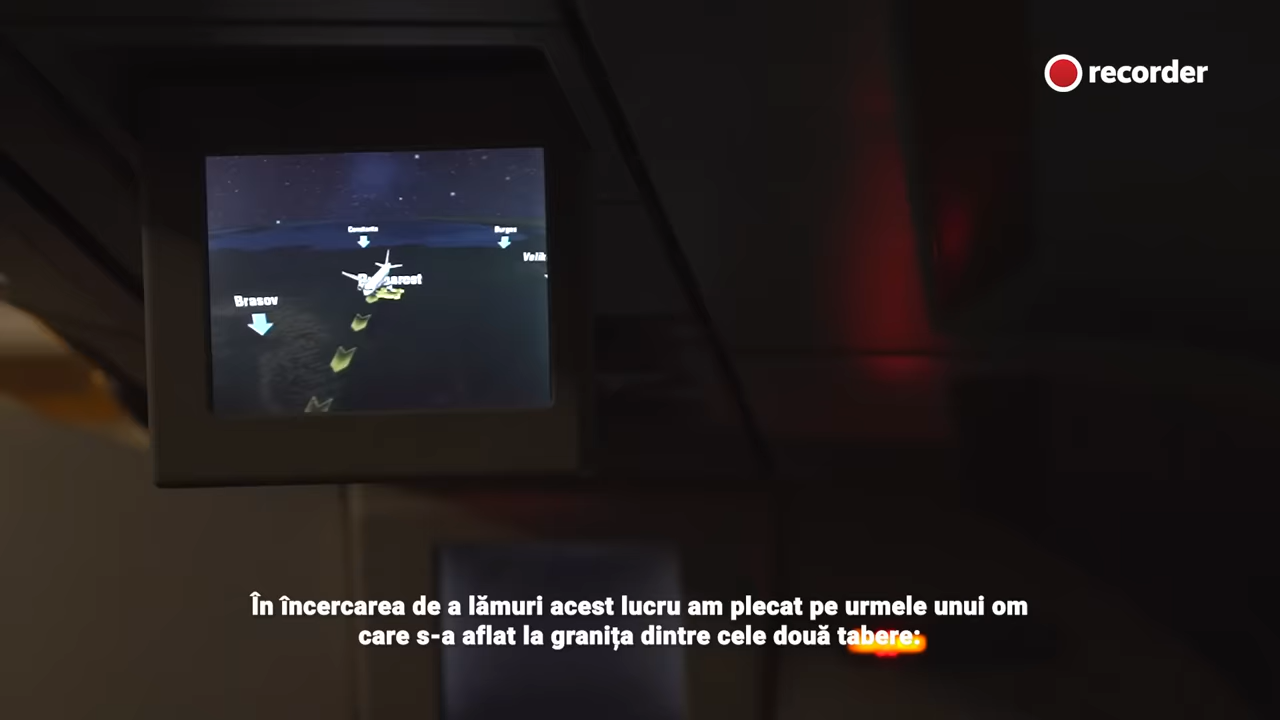 recorder
Constanta
Burgas
Brasov
În încercarea de a lămuri acest lucru am plecat pe urmele unui om
care s-a aflat la granița dintre cele două tabere: